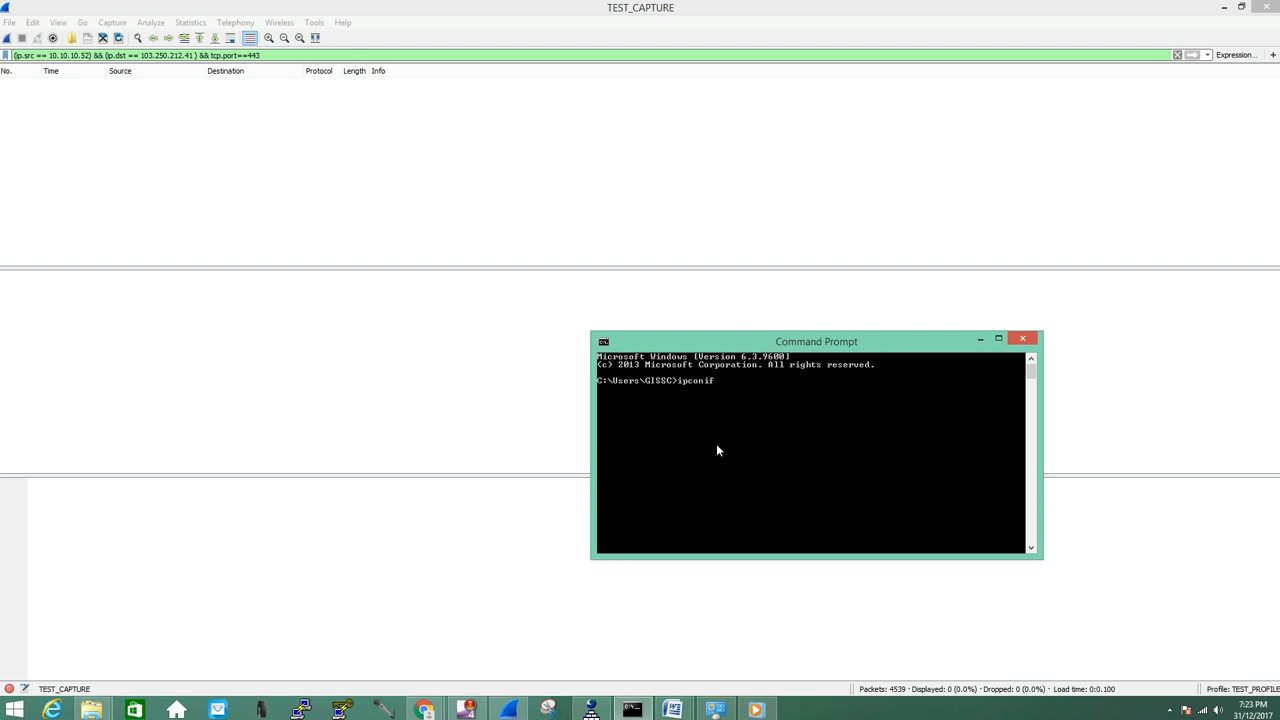 TEST_CAPTURE
File Edit View Go Capture Analyze Statistics Telephony Wireless Tools Help
(ip.src == 10.10.10.52) && (ip.dst == 103.250.212.41 ) && tcp.port==443
Expression...
No. Time Source Destination Protocol Length Info
Command Prompt
Microsoft Windows [Version 6.3.9600]
(c) 2013 Microsoft Corporation. All rights reserved.
C:\Users\GISSC>ipconif
TEST_CAPTURE
Packets: 4539 · Displayed: 0 (0.0%) · Dropped: 0 (0.0%) · Load time: 0:0.100
Profile: TEST_PROFILE
7:23 PM
31/12/2017